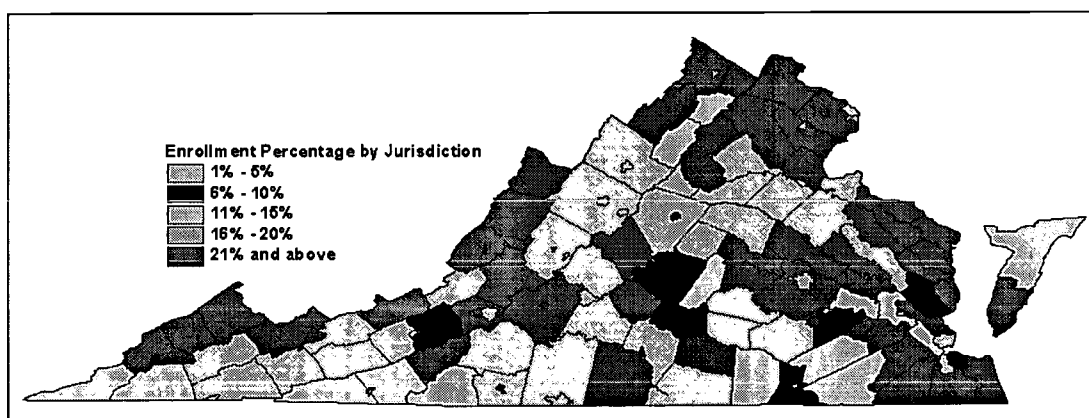 Enrollment Percentage by Jurisdiction
1% - 5%
6% - 10%
11% - 15%
16% - 20%
21% and above